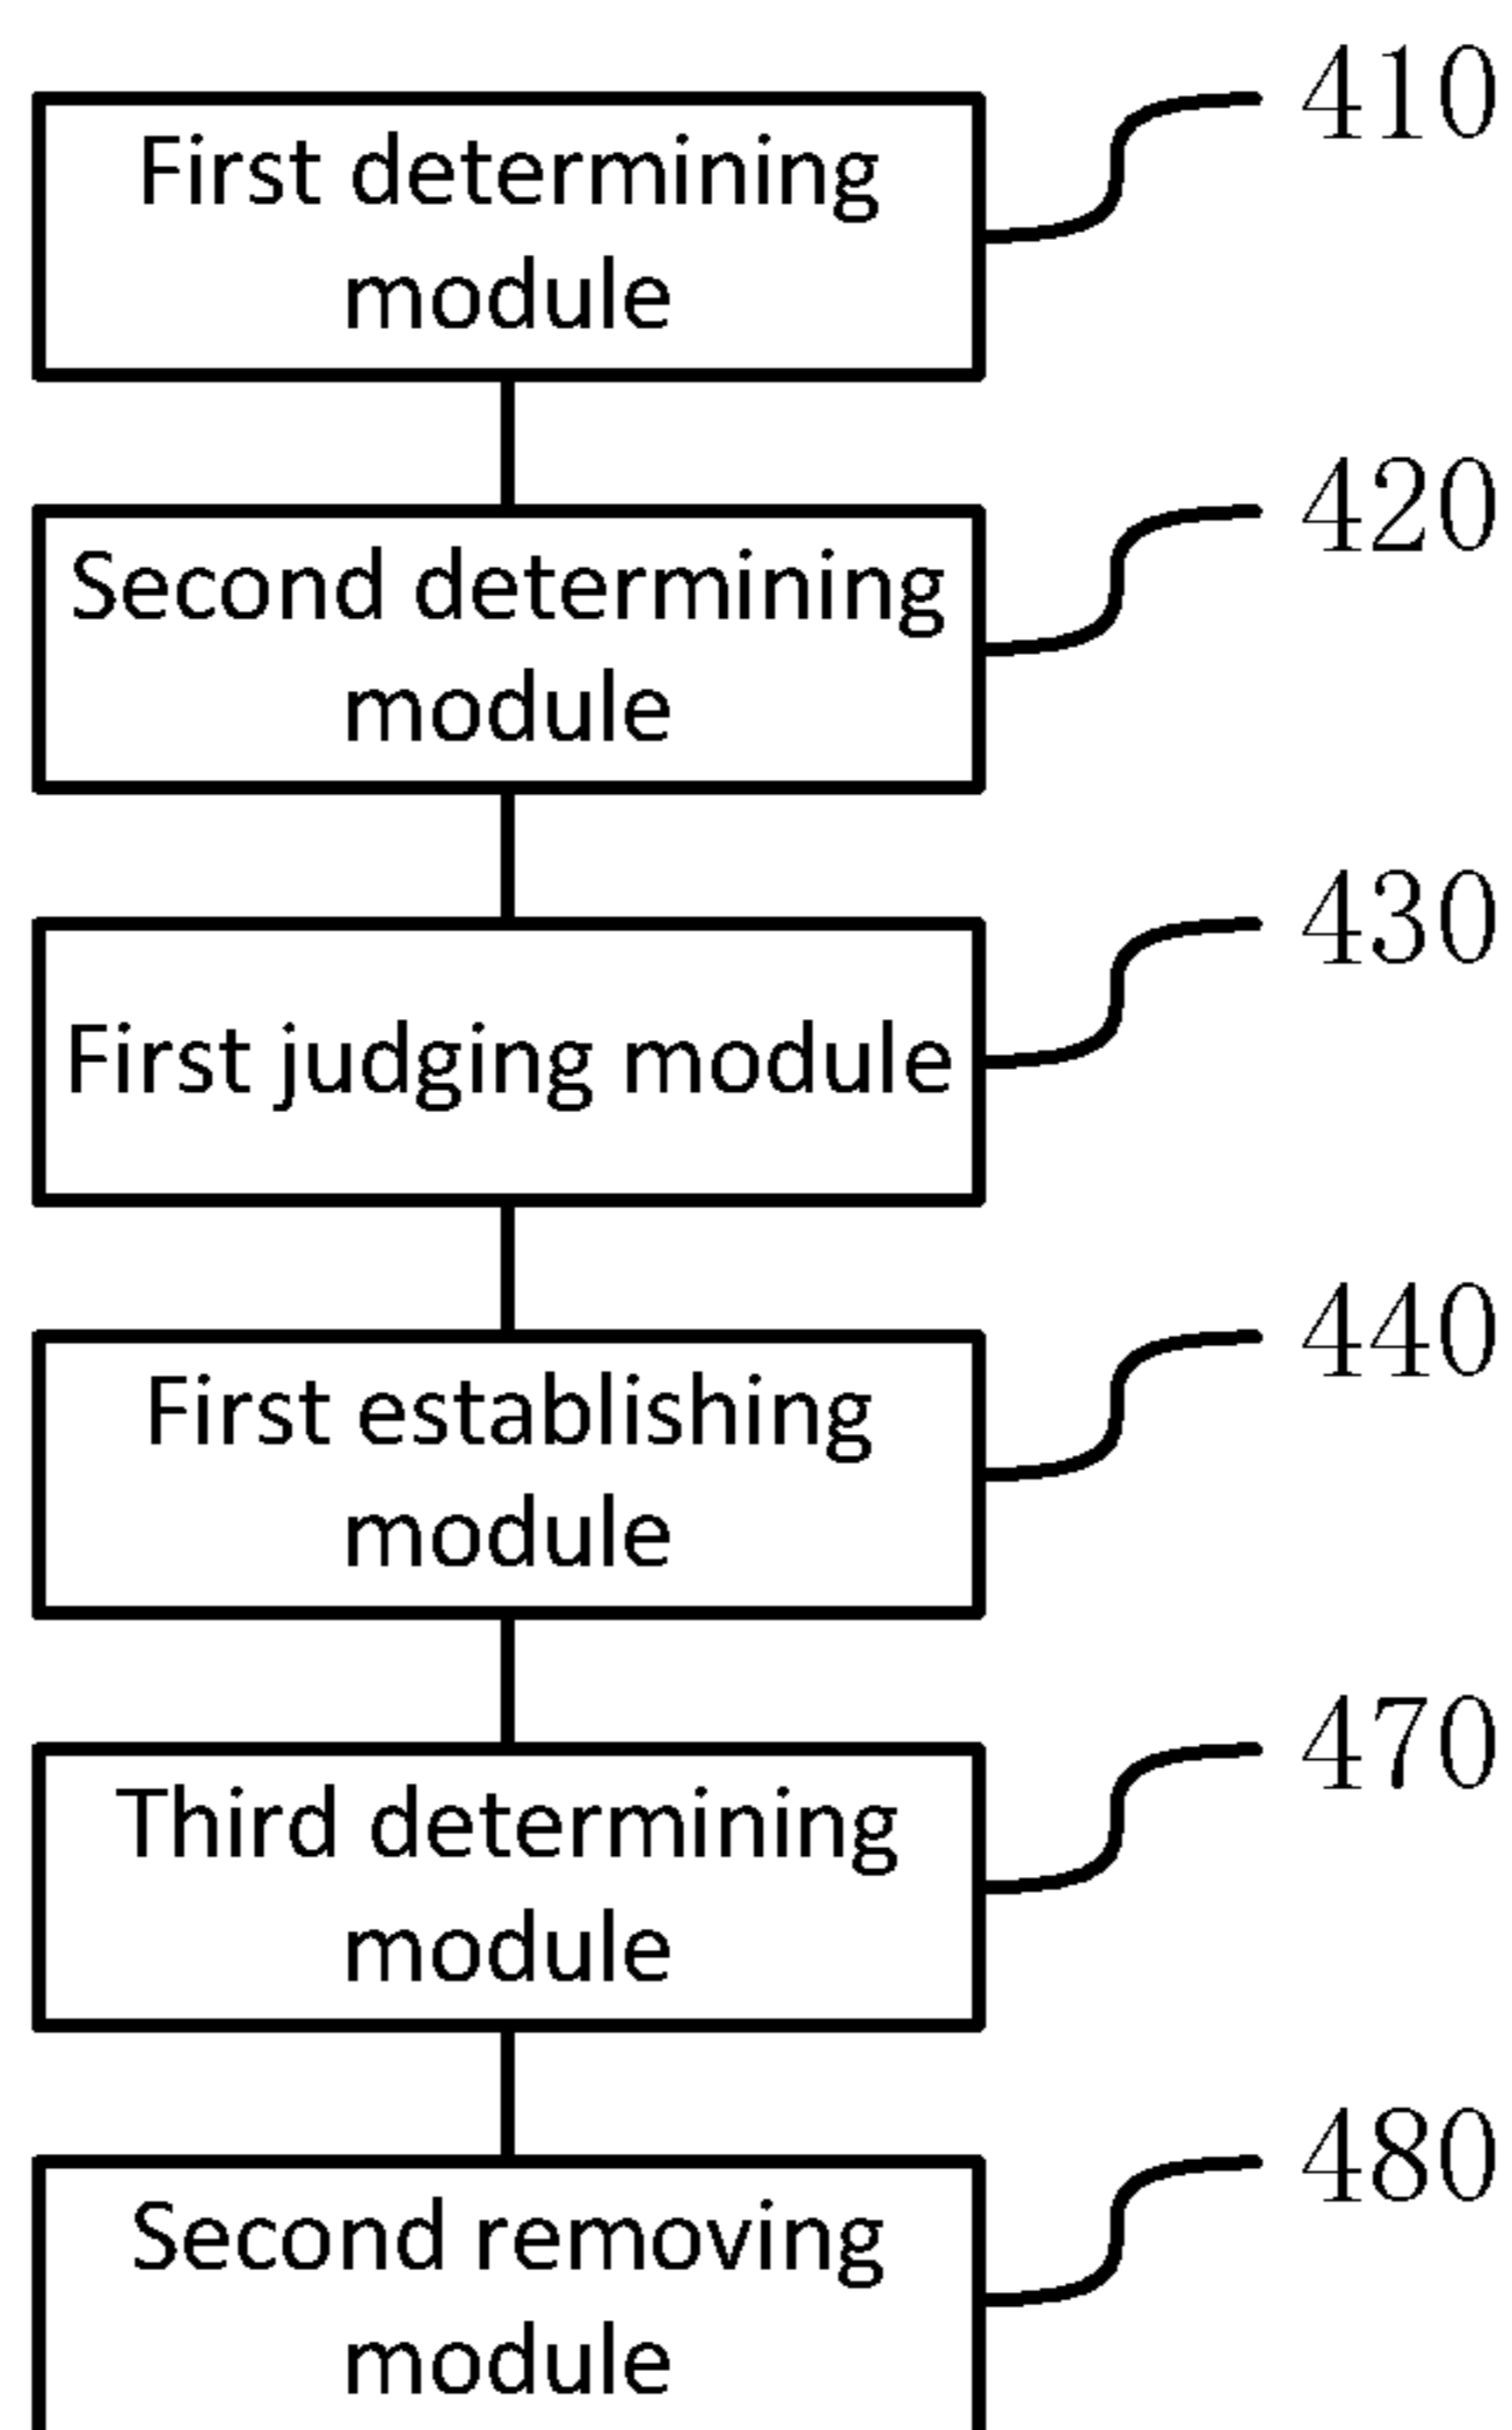 410
First determining
module
420
Second determining
module
430
First judging module
440
First establishing
module
470
Third determining
module
480
Second removing
module